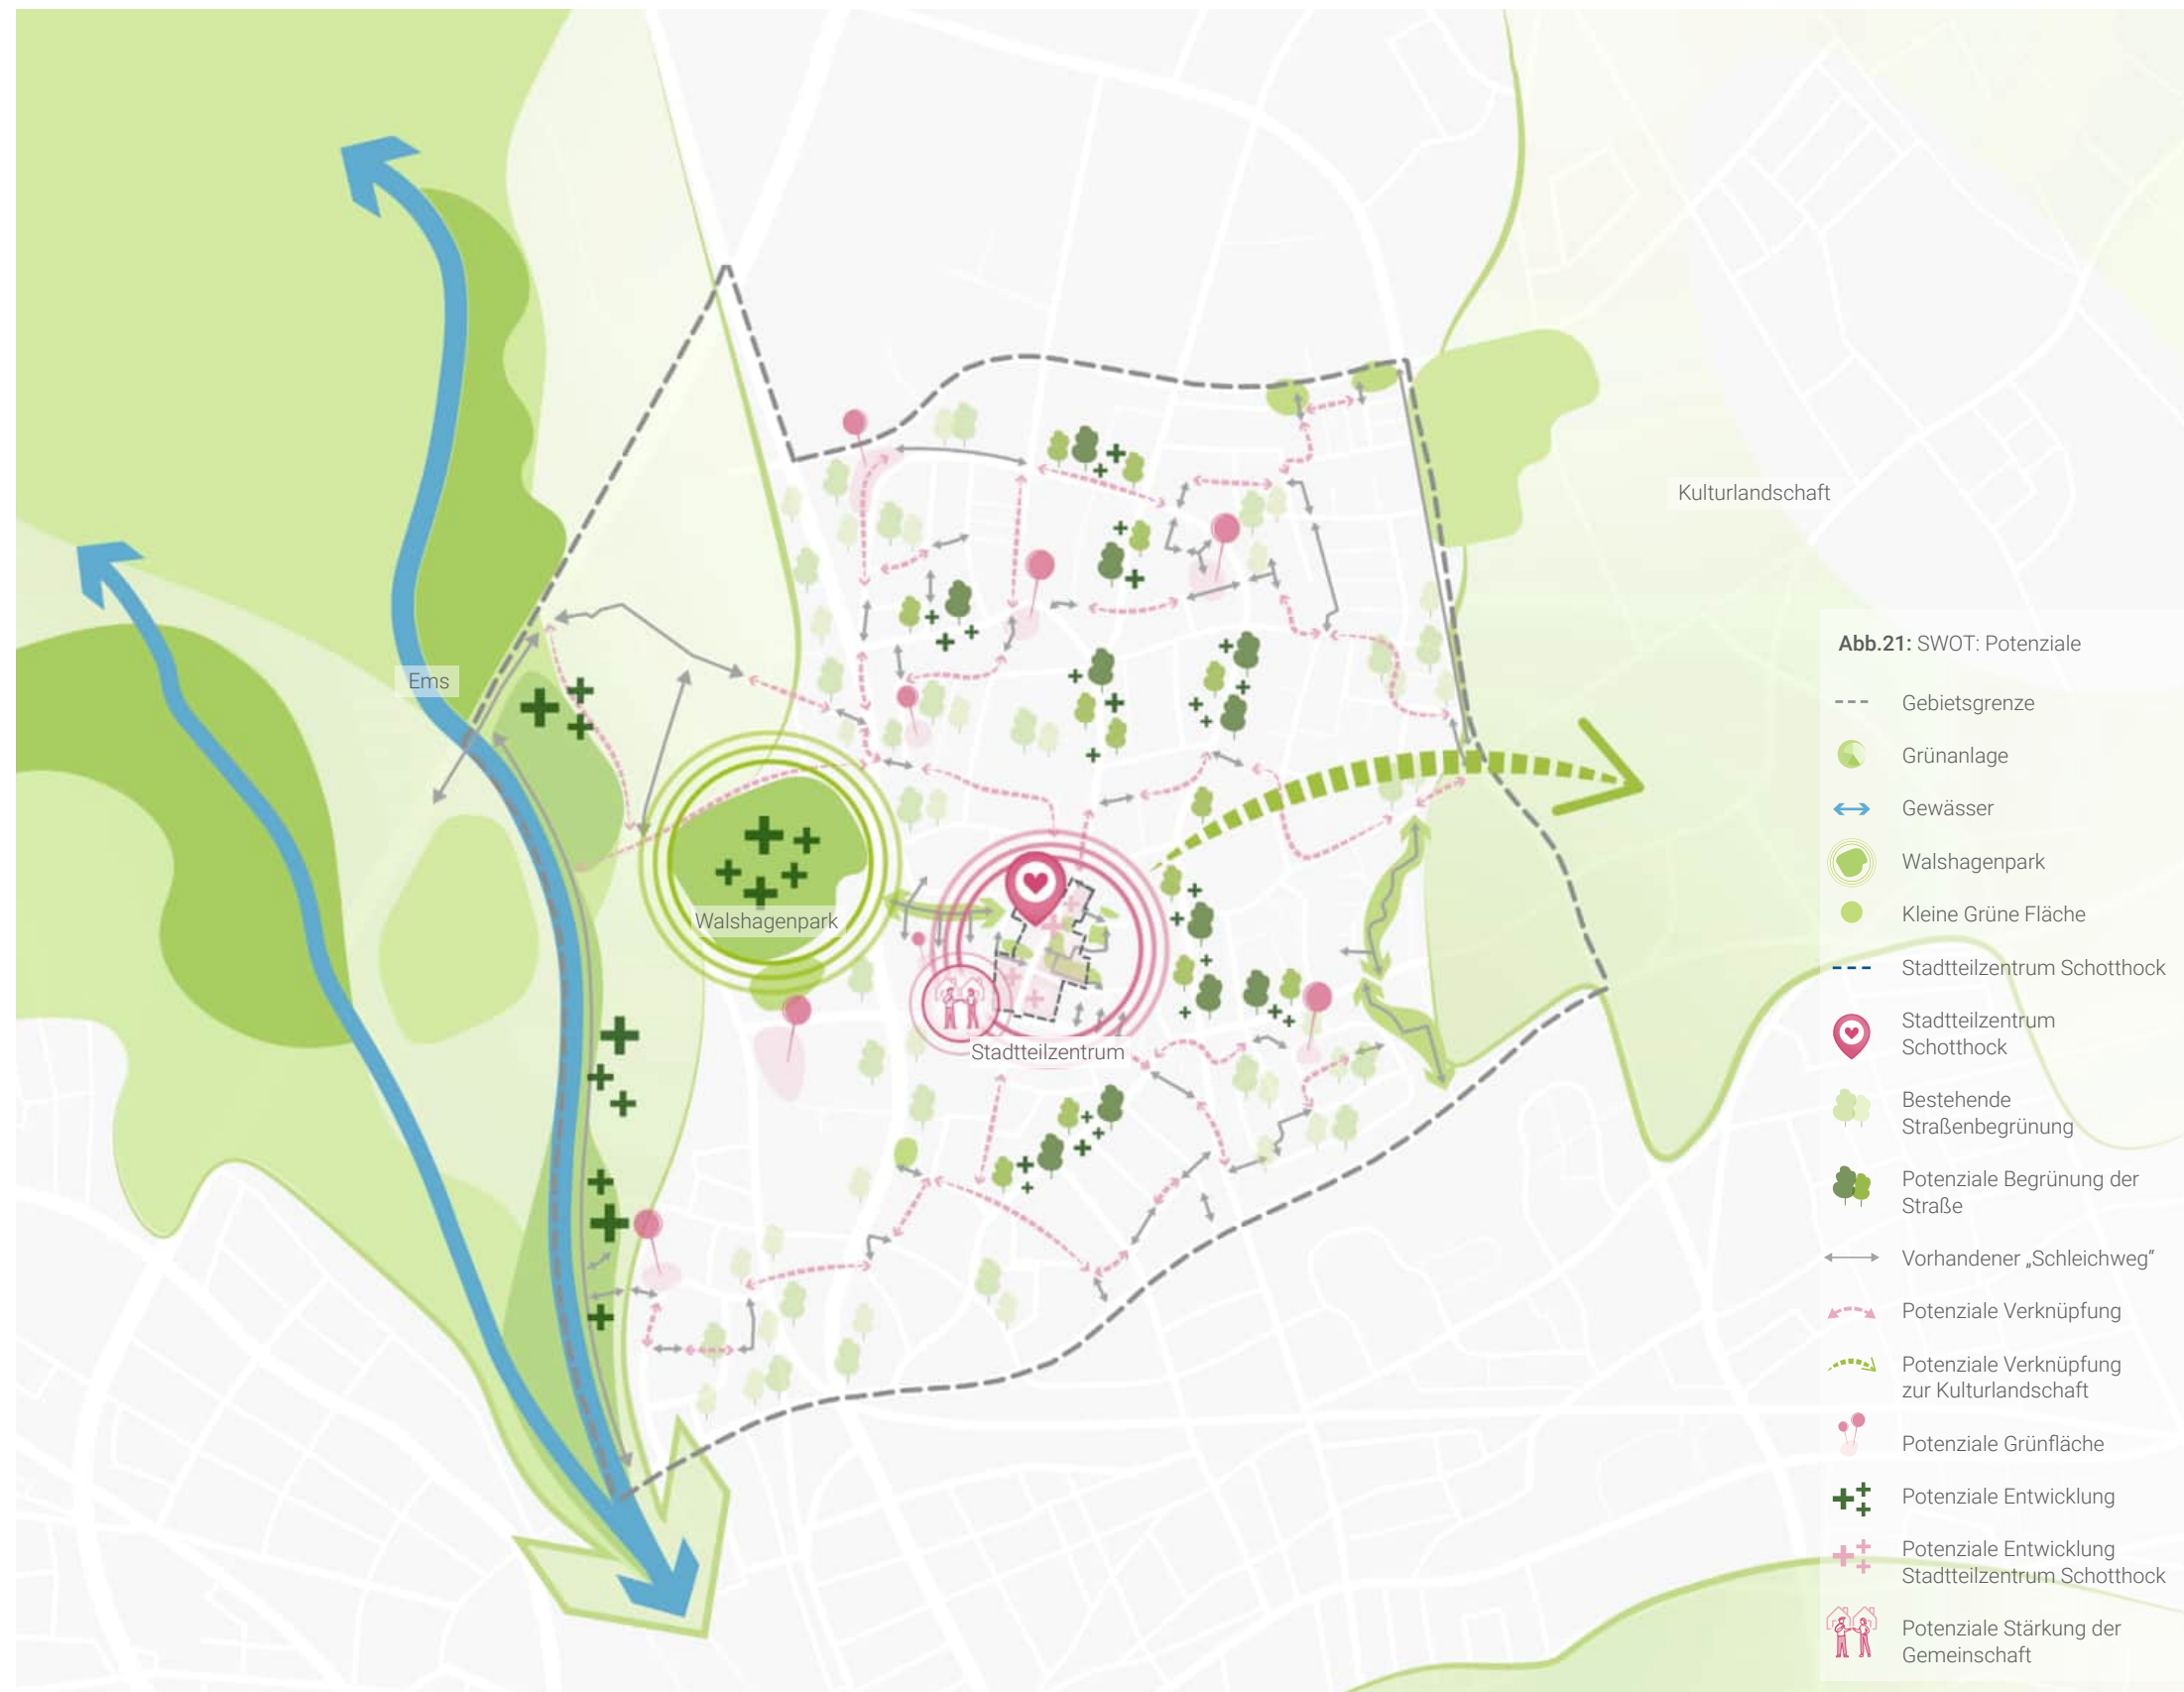 Kulturlandschaft
Ems
Walshagenpark
Stadtteilzentrum
Abb.21: SWOT: Potenziale
Gebietsgrenze
Grünanlage
Gewässer
Walshagenpark
Kleine Grüne Fläche
Stadtteilzentrum Schotthock
Stadtteilzentrum
Schotthock
Bestehende
Straßenbegrünung
Potenziale Begrünung der
Straße
Vorhandener „Schleichweg“
Potenziale Verknüpfung
Potenziale Verknüpfung
zur Kulturlandschaft
Potenziale Grünfläche
Potenziale Entwicklung
Potenziale Entwicklung
Stadtteilzentrum Schotthock
Potenziale Stärkung der
Gemeinschaft